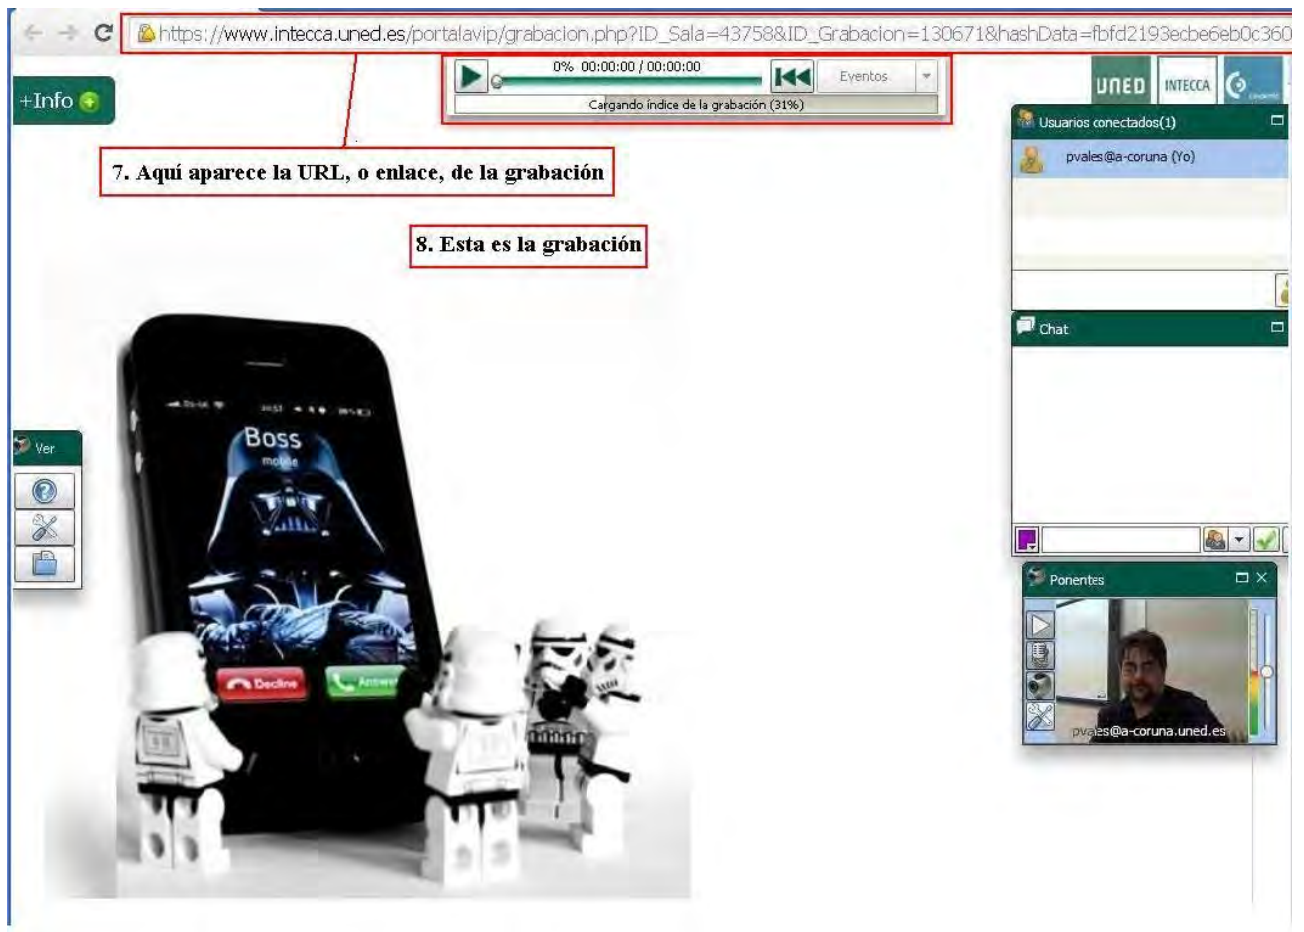 https://www.intecca.uned.es/portalavip/grabacion.php?ID_Sala=43758&ID_Grabacion=130671&hashData=fbfd2193ecbe6eb0c360
+Info
0% 00:00:00 / 00:00:00
Eventos
Cargando índice de la grabación (31%)
UNED
INTECCA
Usuarios conectados(1)
pvales@a-coruna (Yo)
7. Aquí aparece la URL, o enlace, de la grabación
8. Esta es la grabación
Chat
Ver
Boss
mobile
Decline
Answer
Ponentes
pvales@a-coruna.uned.es